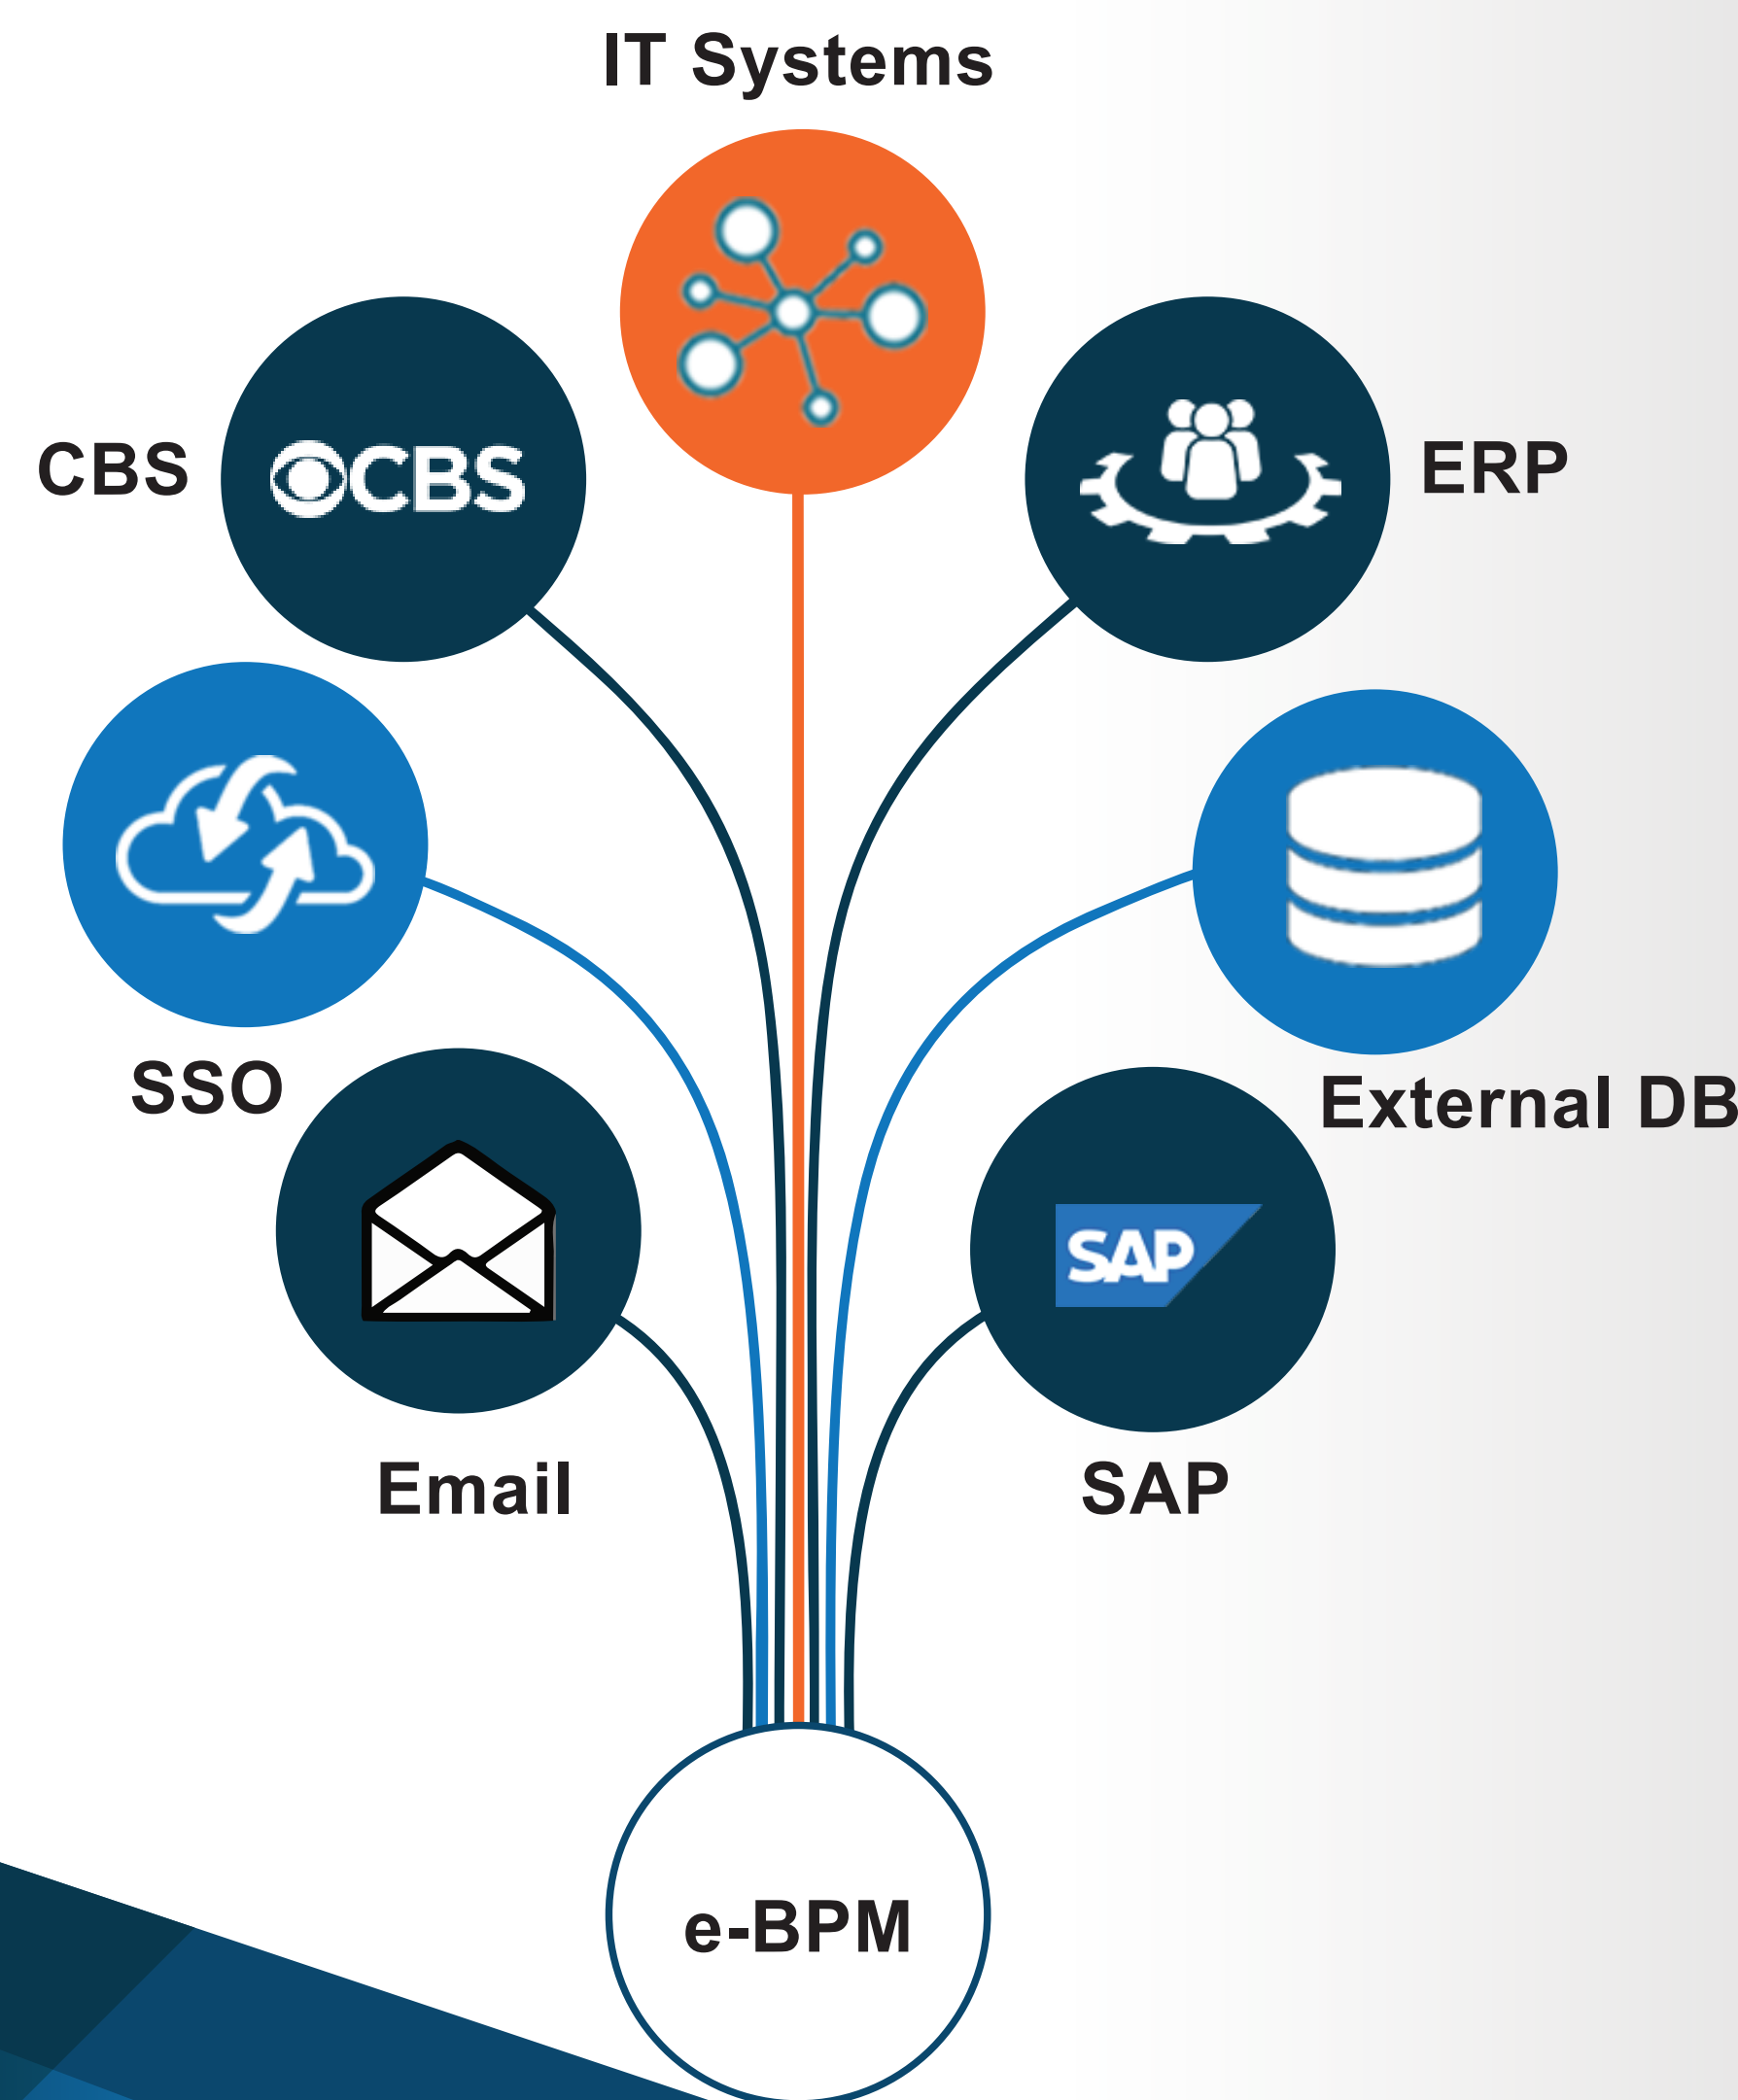 IT Systems
CBS
CBS
ERP
SSO
External DB
SAP
Email
SAP
e-BPM